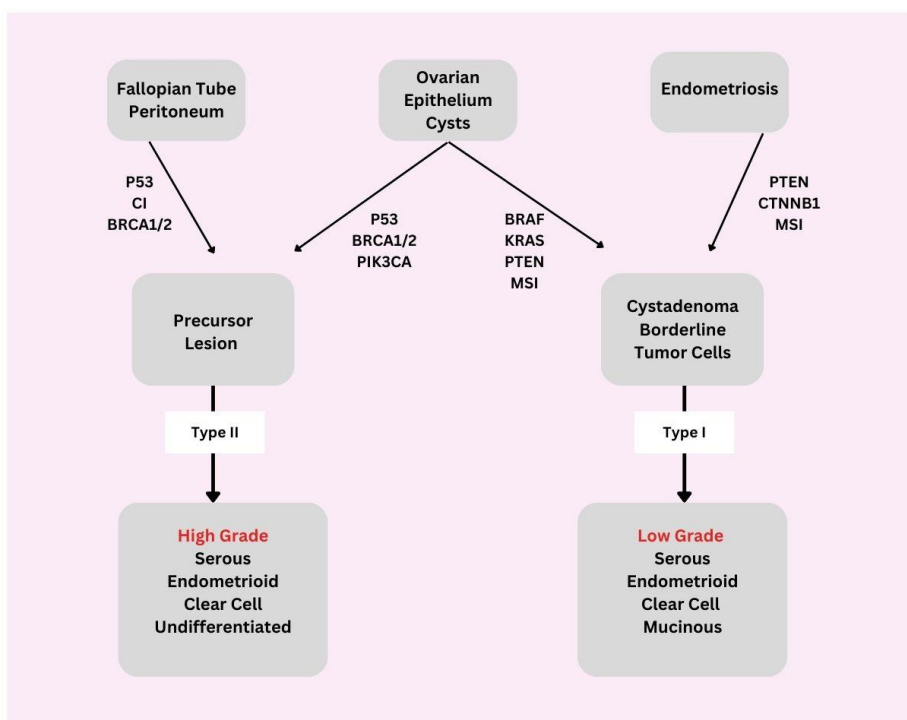 Fallopian Tube
Peritoneum
Ovarian
Epithelium
Cysts
Endometriosis
P53
CI
BRCA1/2
P53
BRCA1/2
PIK3CA
BRAF
KRAS
PTEN
MSI
PTEN
CTNNB1
MSI
Precursor
Lesion
Cystadenoma
Borderline
Tumor Cells
Type II
Type I
High Grade
Serous
Endometrioid
Clear Cell
Undifferentiated
Low Grade
Serous
Endometrioid
Clear Cell
Mucinous